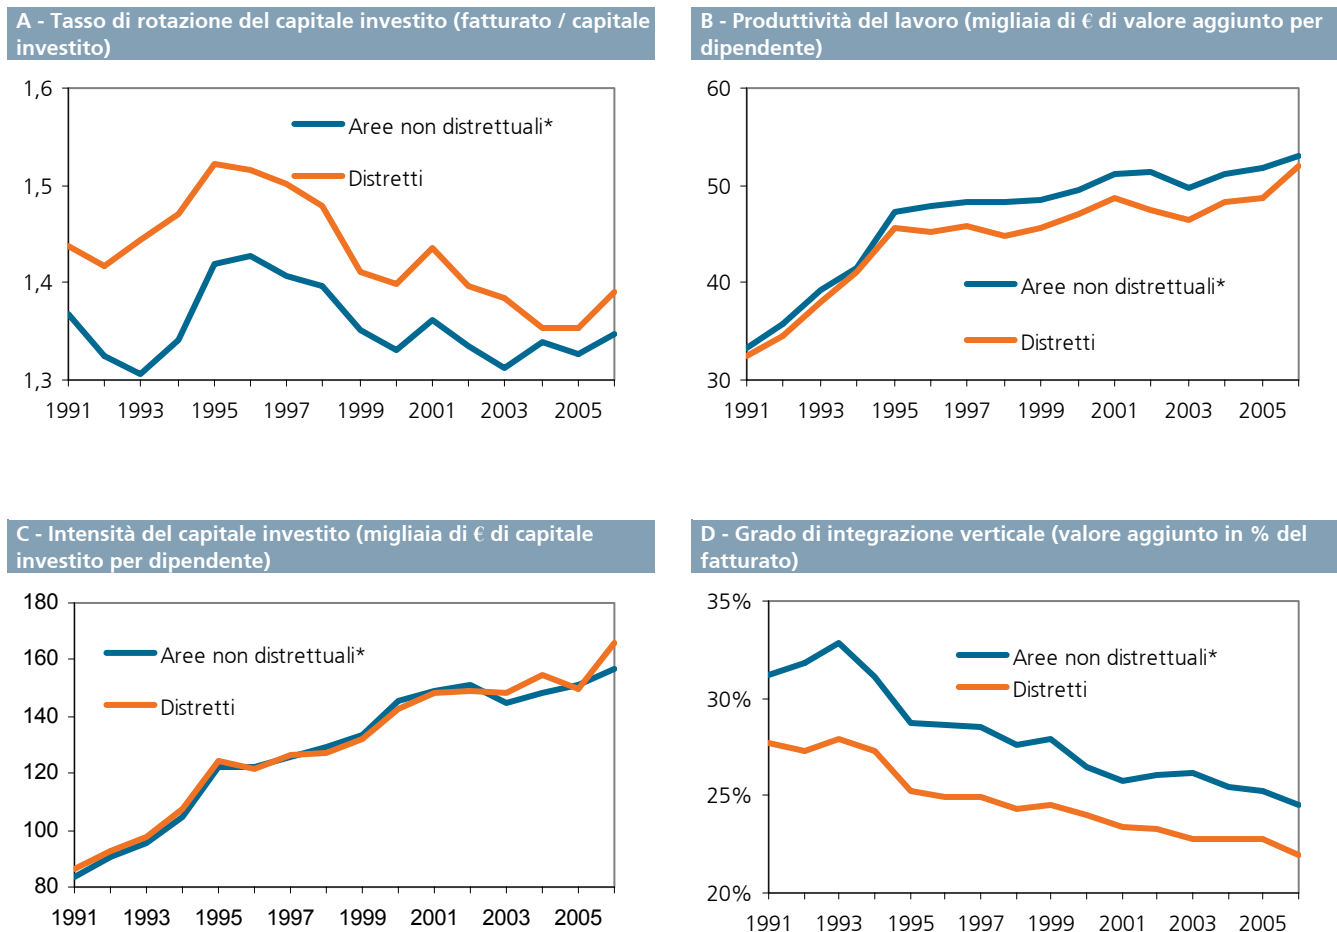 A - Tasso di rotazione del capitale investito (fatturato / capitale
investito)
1,6
1,5
1,4
1,3
Aree non distrettuali*
Distretti
1991 1993 1995 1997 1999 2001 2003 2005
B - Produttività del lavoro (migliaia di € di valore aggiunto per
dipendente)
60
50
40
30
Aree non distrettuali*
Distretti
1991 1993 1995 1997 1999 2001 2003 2005
C - Intensità del capitale investito (migliaia di € di capitale
investito per dipendente)
180
160
140
120
100
80
Aree non distrettuali*
Distretti
1991 1993 1995 1997 1999 2001 2003 2005
D - Grado di integrazione verticale (valore aggiunto in % del
fatturato)
35%
30%
25%
20%
Aree non distrettuali*
Distretti
1991 1993 1995 1997 1999 2001 2003 2005